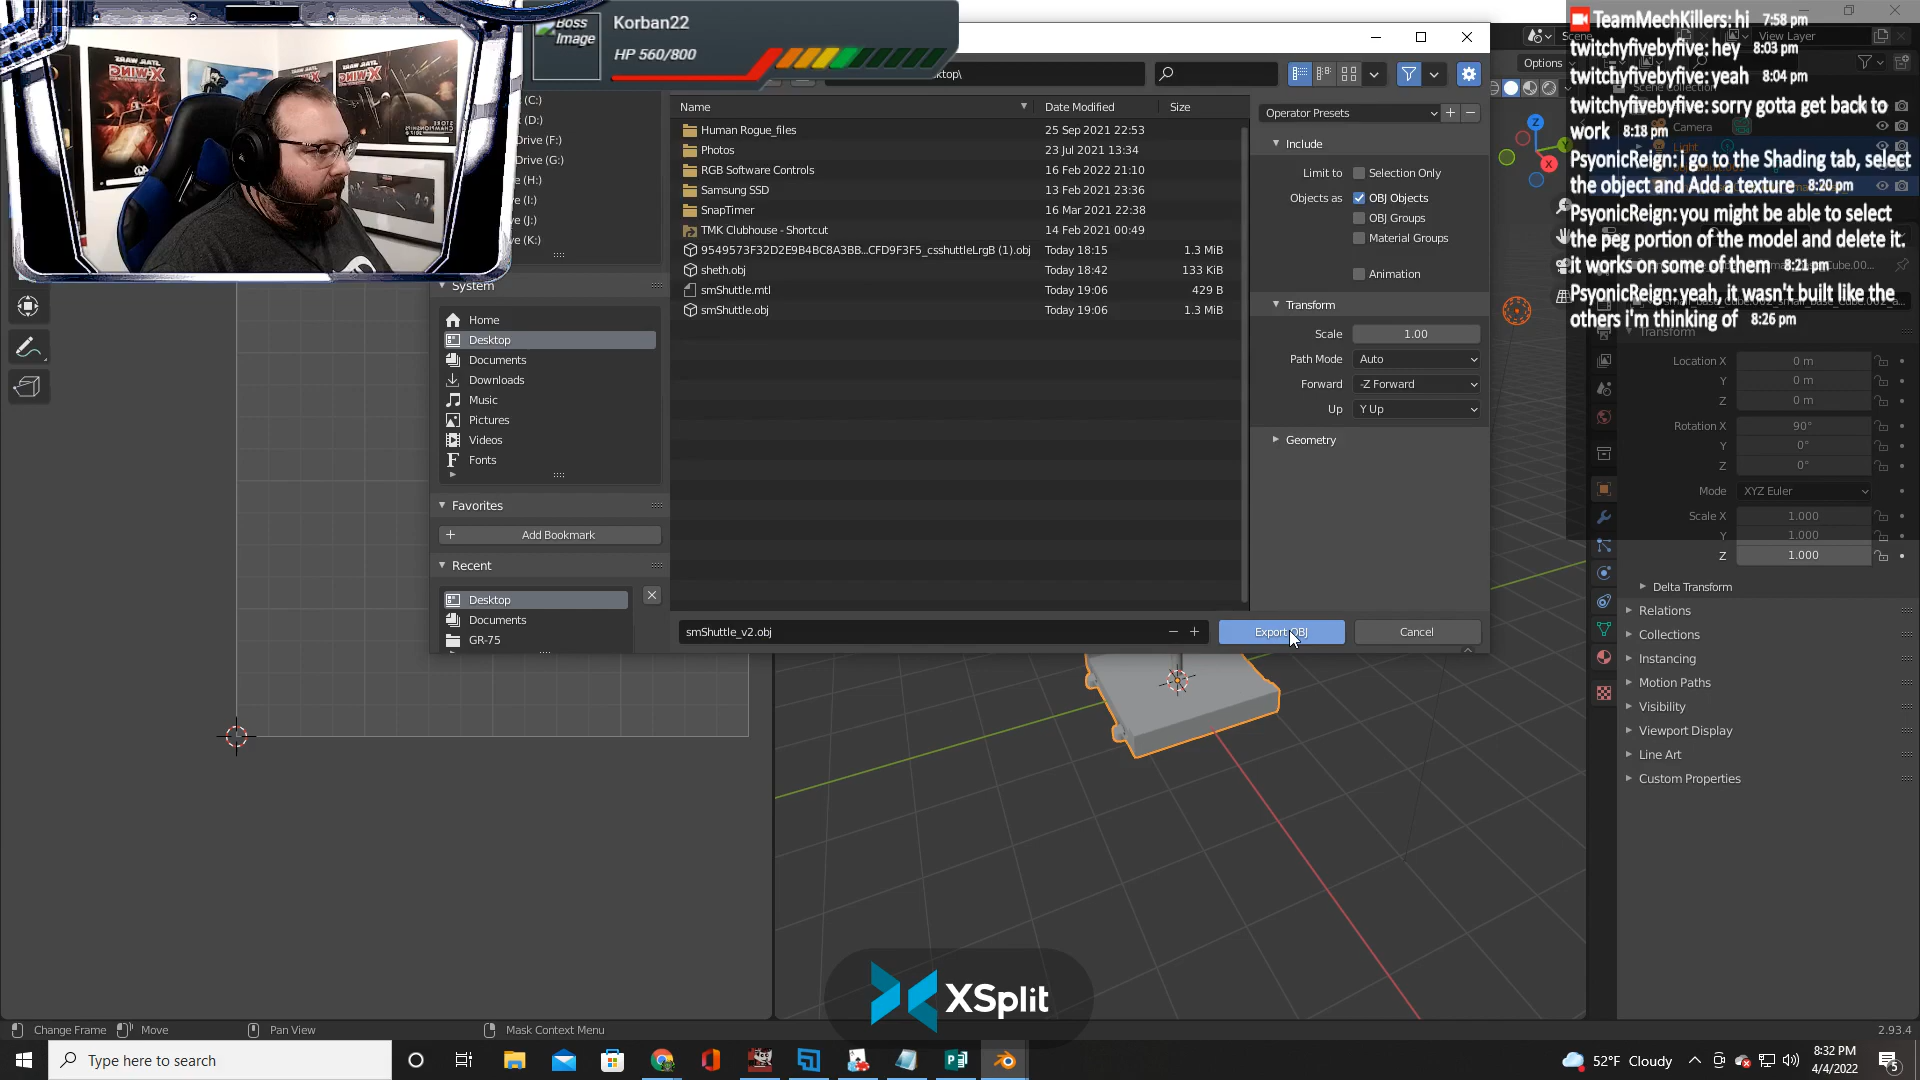 Boss
Image
Korban22
HP 560/800
TeamMechKillers: hi 7:58 pm
twitchyfivebyfive: hey 8:03 pm
twitchyfivebyfive: yeah 8:04 pm
twitchyfivebyfive: sorry gotta get back to
work 8:18 pm
PsyonicReign: i go to the Shading tab, select
the object and Add a texture 8:20 pm
PsyonicReign: you might be able to select
the peg portion of the model and delete it.
it works on some of them 8:21 pm
PsyonicReign: yeah, it wasn't built like the
others i'm thinking of 8:26 pm
View Layer
Options
Camera
ktop\
(C:)
(D:)
Drive (F:)
Drive (G:)
(H:)
(I:)
(J:)
(K:)
System
Home
Desktop
Documents
Downloads
Music
Pictures
Videos
Fonts
Favorites
Add Bookmark
Recent
Desktop
Documents
GR-75
Name Date Modified Size
Human Rogue_files 25 Sep 2021 22:53
Photos 23 Jul 2021 13:34
RGB Software Controls 16 Feb 2022 21:10
Samsung SSD 13 Feb 2021 23:36
SnapTimer 16 Mar 2021 22:38
TMK Clubhouse - Shortcut 14 Feb 2021 00:49
9549573F32D2E9B4BC8A3BB...CFD9F3F5_csshuttleLrgB (1).obj Today 18:15 1.3 MiB
sheth.obj Today 18:42 133 KiB
smShuttle.mtl Today 19:06 429 B
smShuttle.obj Today 19:06 1.3 MiB
smShuttle_v2.obj
Export OBJ
Cancel
Operator Presets
Include
Limit to Selection Only
Objects as OBJ Objects
OBJ Groups
Material Groups
Animation
Transform
Scale 1.00
Path Mode Auto
Forward -Z Forward
Up Y Up
Geometry
Transform
Location X 0 m
Y 0 m
Z 0 m
Rotation X 90°
Y 0°
Z 0°
Mode XYZ Euler
Scale X 1.000
Y 1.000
Z 1.000
Delta Transform
Relations
Collections
Instancing
Motion Paths
Visibility
Viewport Display
Line Art
Custom Properties
XSplit
Change Frame Move Pan View Mask Context Menu 2.93.4
Type here to search
52°F Cloudy
8:32 PM
4/4/2022
5